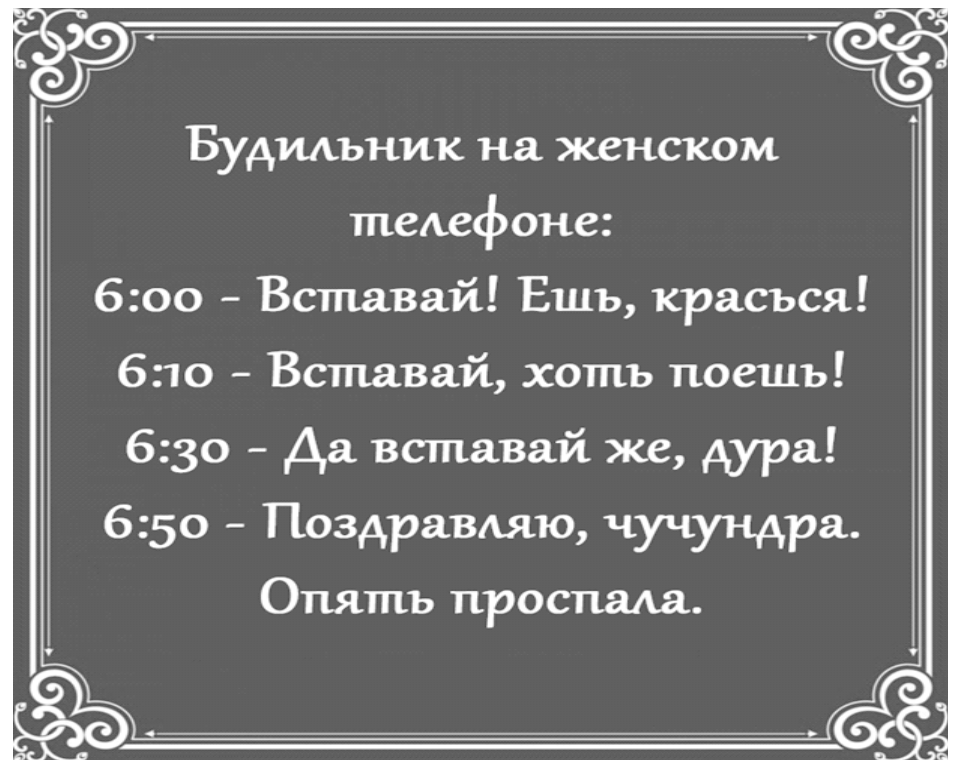 Будильник на женском
телефоне:
6:00 - Вставай! Ешь, красься!
6:10 - Вставай, хоть поешь!
6:30 - Да вставай же, дура!
6:50 - Поздравляю, чучундра.
Опять проспала.